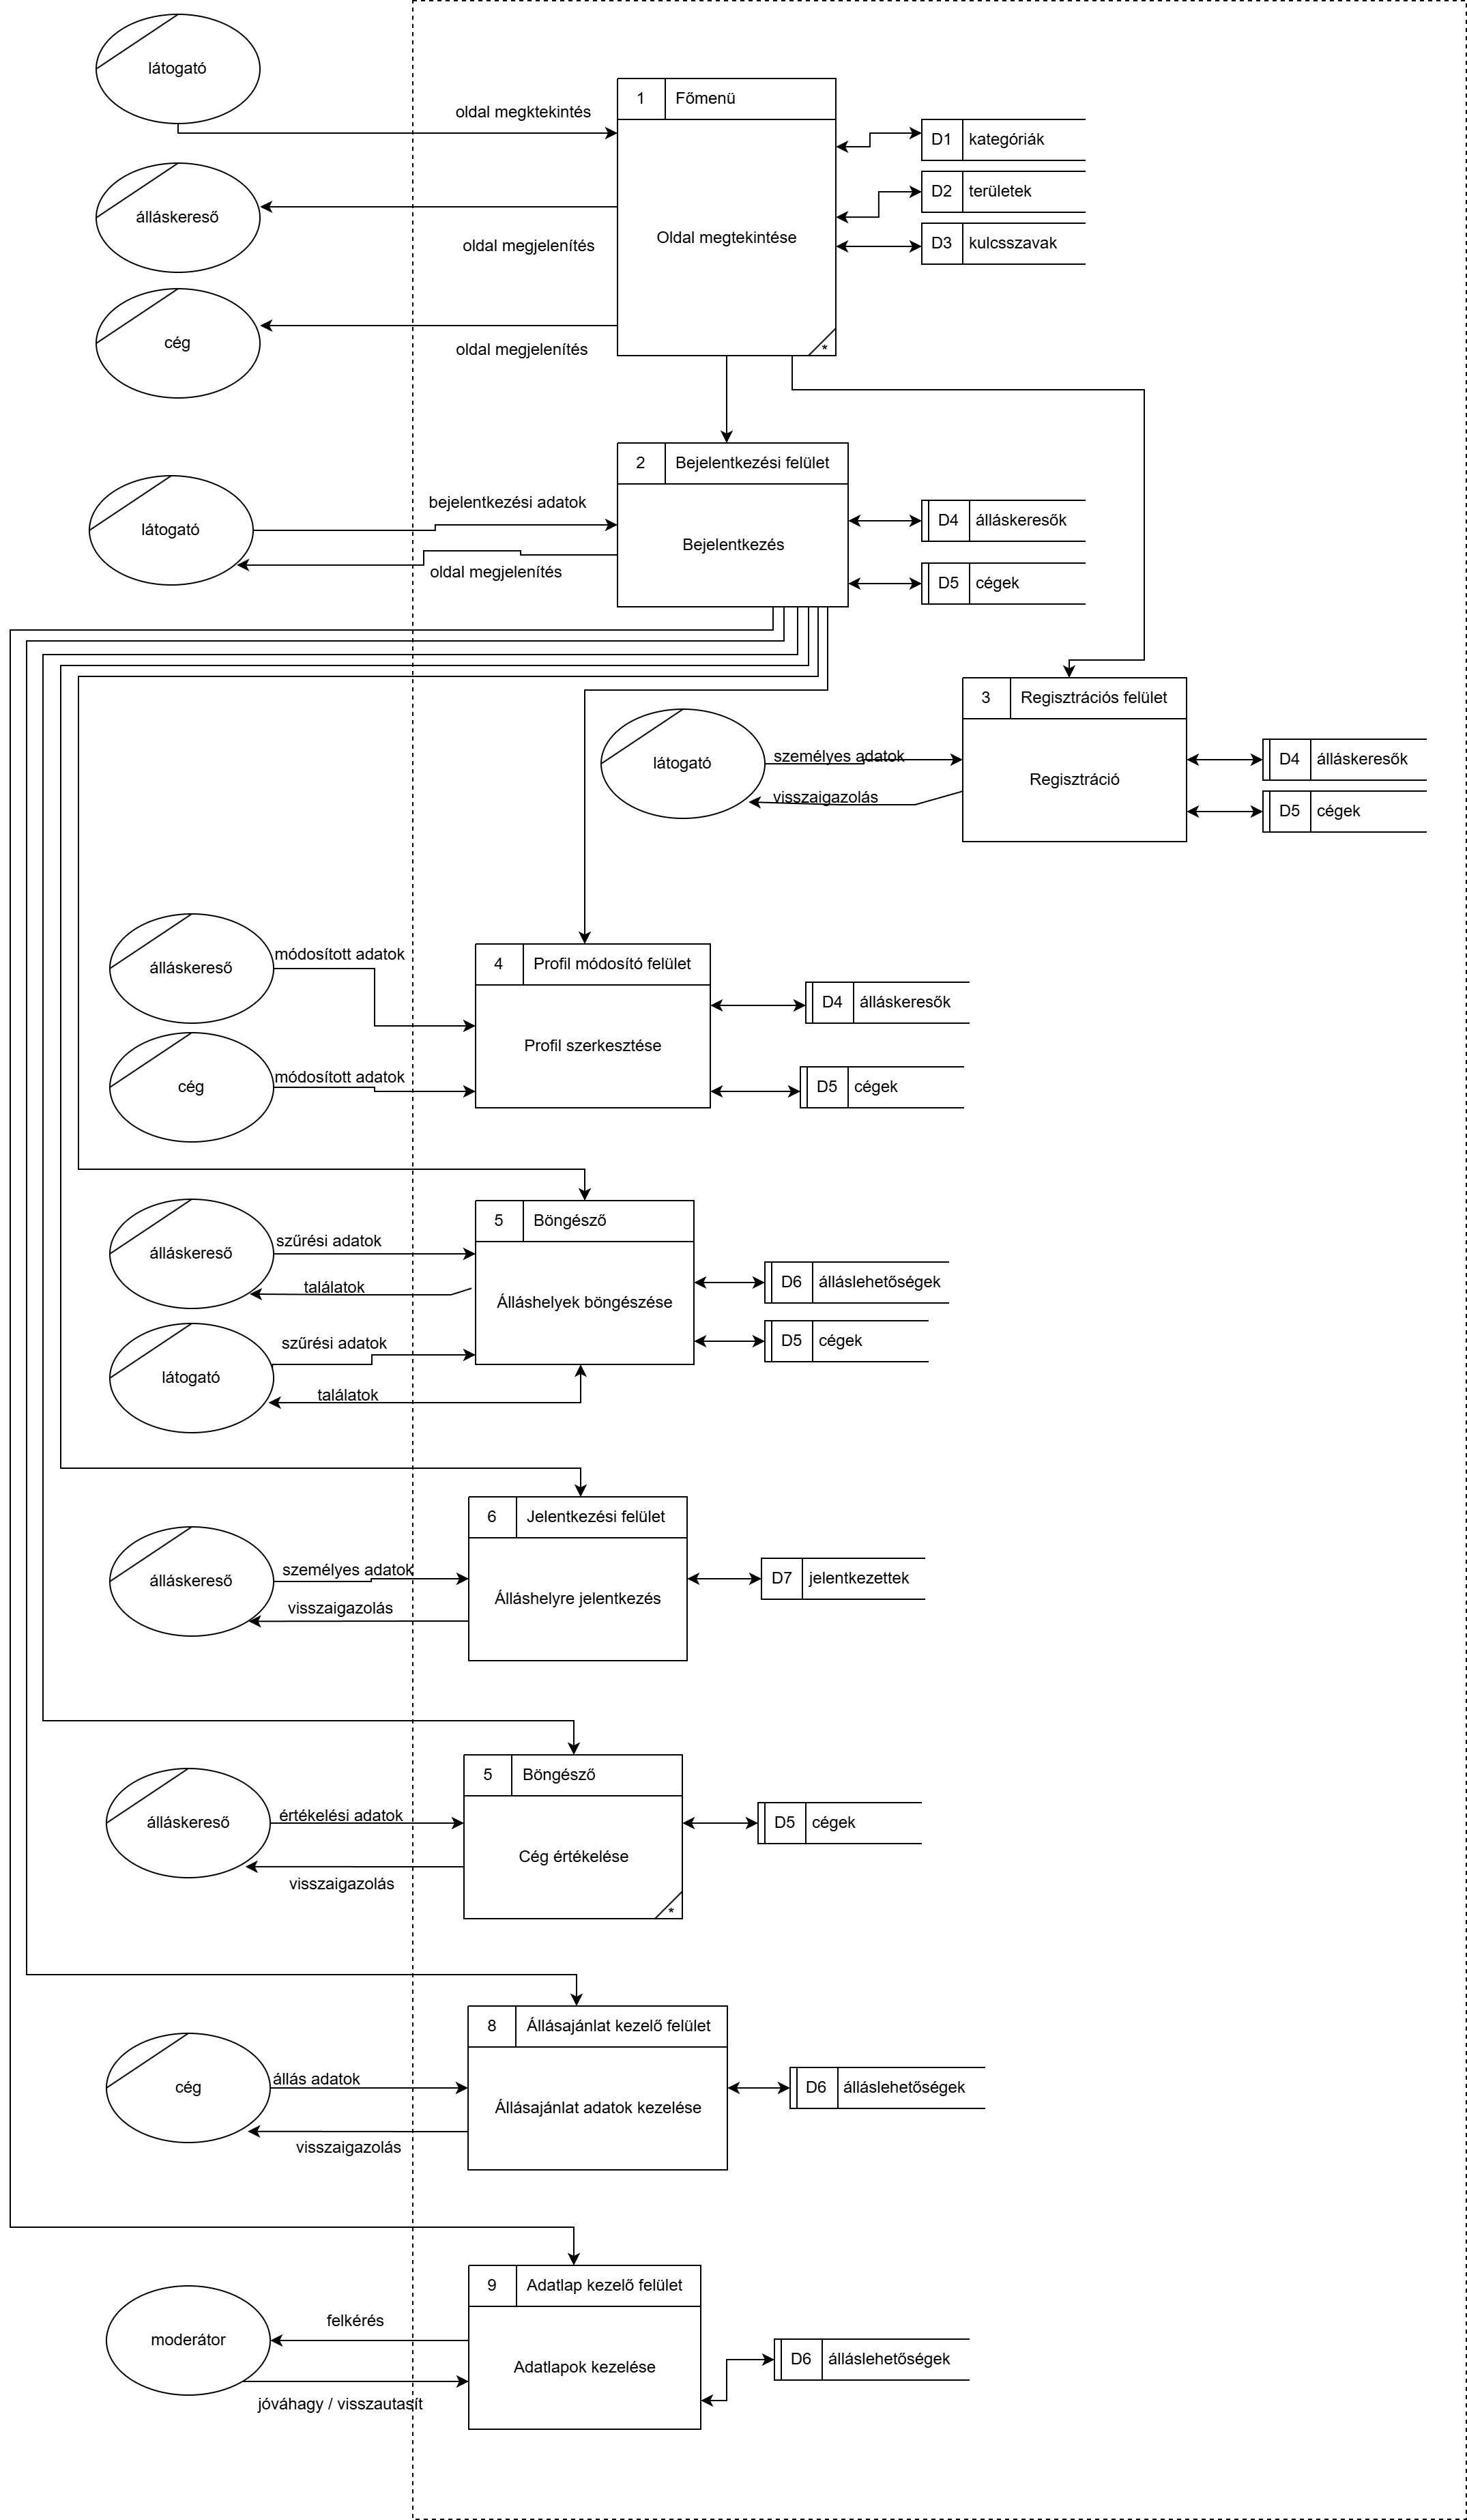 látogató
oldal megktekintés
1
Főmenü
D1
kategóriák
D2
területek
álláskereső
Oldal megtekintése
oldal megjelenítés
D3
kulcsszavak
cég
oldal megjelenítés
*
2
Bejelentkezési felület
bejelentkezési adatok
látogató
Bejelentkezés
D4
álláskeresők
oldal megjelenítés
D5
cégek
3
Regisztrációs felület
látogató
személyes adatok
visszaigazolás
Regisztráció
D4
álláskeresők
D5
cégek
álláskereső
módosított adatok
4
Profil módosító felület
D4
álláskeresők
Profil szerkesztése
cég
módosított adatok
D5
cégek
5
Böngésző
álláskereső
szűrési adatok
találatok
Álláshelyek böngészése
D6
álláslehetőségek
szűrési adatok
D5
cégek
látogató
találatok
6
Jelentkezési felület
álláskereső
személyes adatok
visszaigazolás
Álláshelyre jelentkezés
D7
jelentkezettek
5
Böngésző
álláskereső
értékelési adatok
D5
cégek
Cég értékelése
visszaigazolás
*
8
Állásajánlat kezelő felület
cég
állás adatok
D6
álláslehetőségek
Állásajánlat adatok kezelése
visszaigazolás
9
Adatlap kezelő felület
felkérés
moderátor
Adatlapok kezelése
D6
álláslehetőségek
jóváhagy / visszautasít